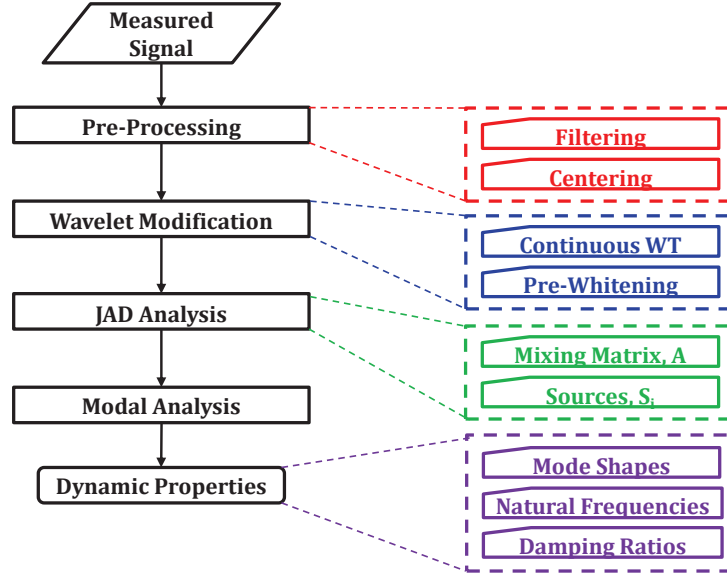 Measured
Signal
Pre-Processing
Filtering
Centering
Wavelet Modification
Continuous WT
Pre-Whitening
JAD Analysis
Mixing Matrix, A
Sources, Sᵢ
Modal Analysis
Dynamic Properties
Mode Shapes
Natural Frequencies
Damping Ratios